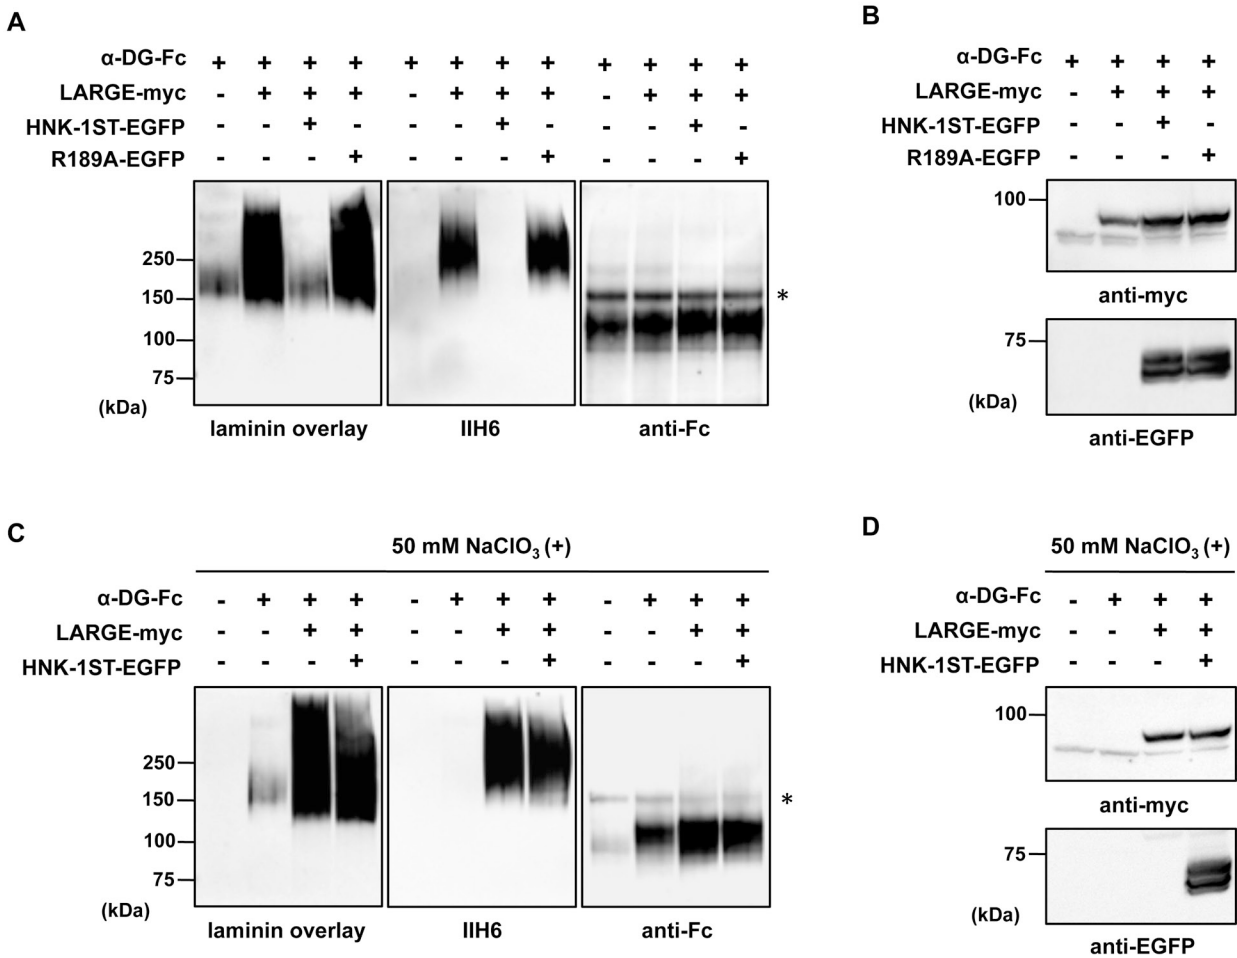 A
α-DG-Fc + + + + + + + + + + + +
LARGE-myc - + + + - + + + - + + +
HNK-1ST-EGFP - - + - - - + - - - + -
R189A-EGFP - - - + - - - + - - - +
250
150
100
75
(kDa)
*
laminin overlay IIH6 anti-Fc
B
α-DG-Fc + + + +
LARGE-myc - + + +
HNK-1ST-EGFP - - + -
R189A-EGFP - - - +
100
anti-myc
75
(kDa)
anti-EGFP
C
50 mM NaClO₃ (+)
α-DG-Fc - + + + - + + + - + + +
LARGE-myc - - + + - - + + - - + +
HNK-1ST-EGFP - - - + - - - + - - - +
250
150
100
75
(kDa)
*
laminin overlay IIH6 anti-Fc
D
50 mM NaClO₃ (+)
α-DG-Fc - + + +
LARGE-myc - - + +
HNK-1ST-EGFP - - - +
100
anti-myc
75
(kDa)
anti-EGFP